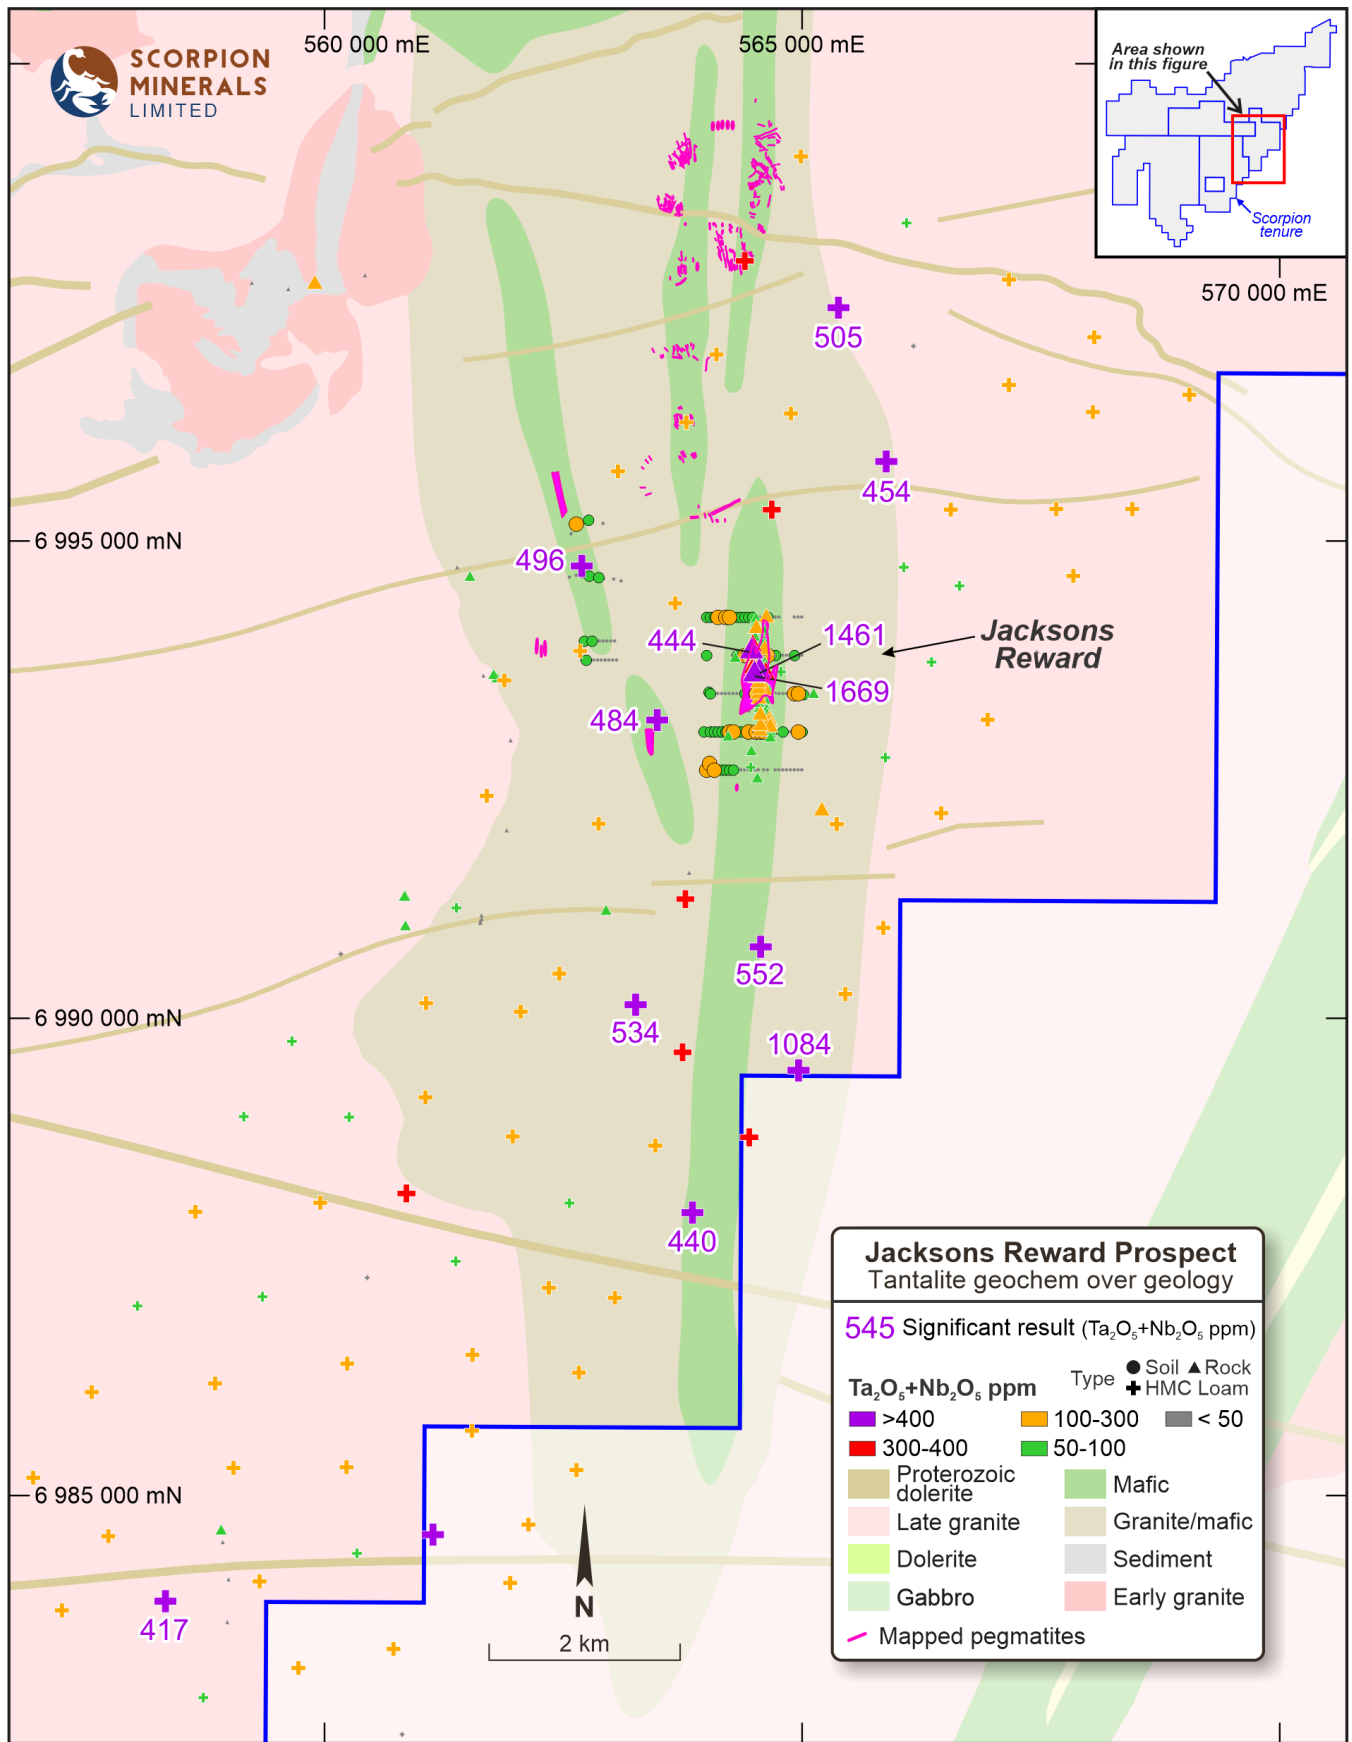 SCORPION
MINERALS
LIMITED
560 000 mE
565 000 mE
Area shown
in this figure
Scorpion
tenure
570 000 mE
505
454
6 995 000 mN
496
444
1461
Jacksons
Reward
1669
484
552
534
6 990 000 mN
1084
440
6 985 000 mN
417
N
2 km
Jacksons Reward Prospect
Tantalite geochem over geology
545 Significant result (Ta₂O₅+Nb₂O₅ ppm)
Type Soil Rock
HMC Loam
Ta₂O₅+Nb₂O₅ ppm
>400 100-300 < 50
300-400 50-100
Proterozoic
dolerite
Mafic
Late granite Granite/mafic
Dolerite Sediment
Gabbro Early granite
Mapped pegmatites